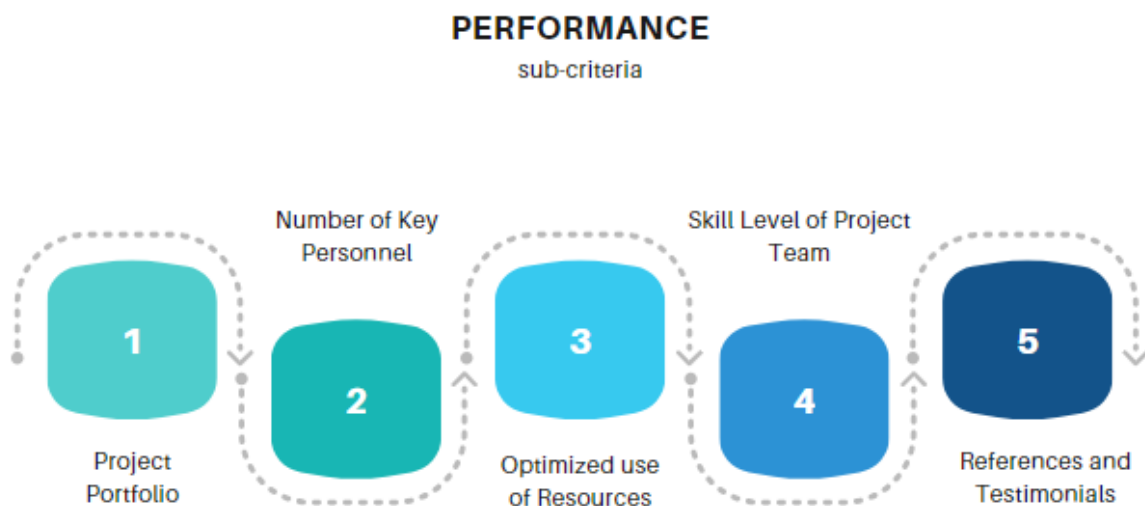 PERFORMANCE
sub-criteria
1
Project
Portfolio
Number of Key
Personnel
2
3
Optimized use
of Resources
Skill Level of Project
Team
4
5
References and
Testimonials